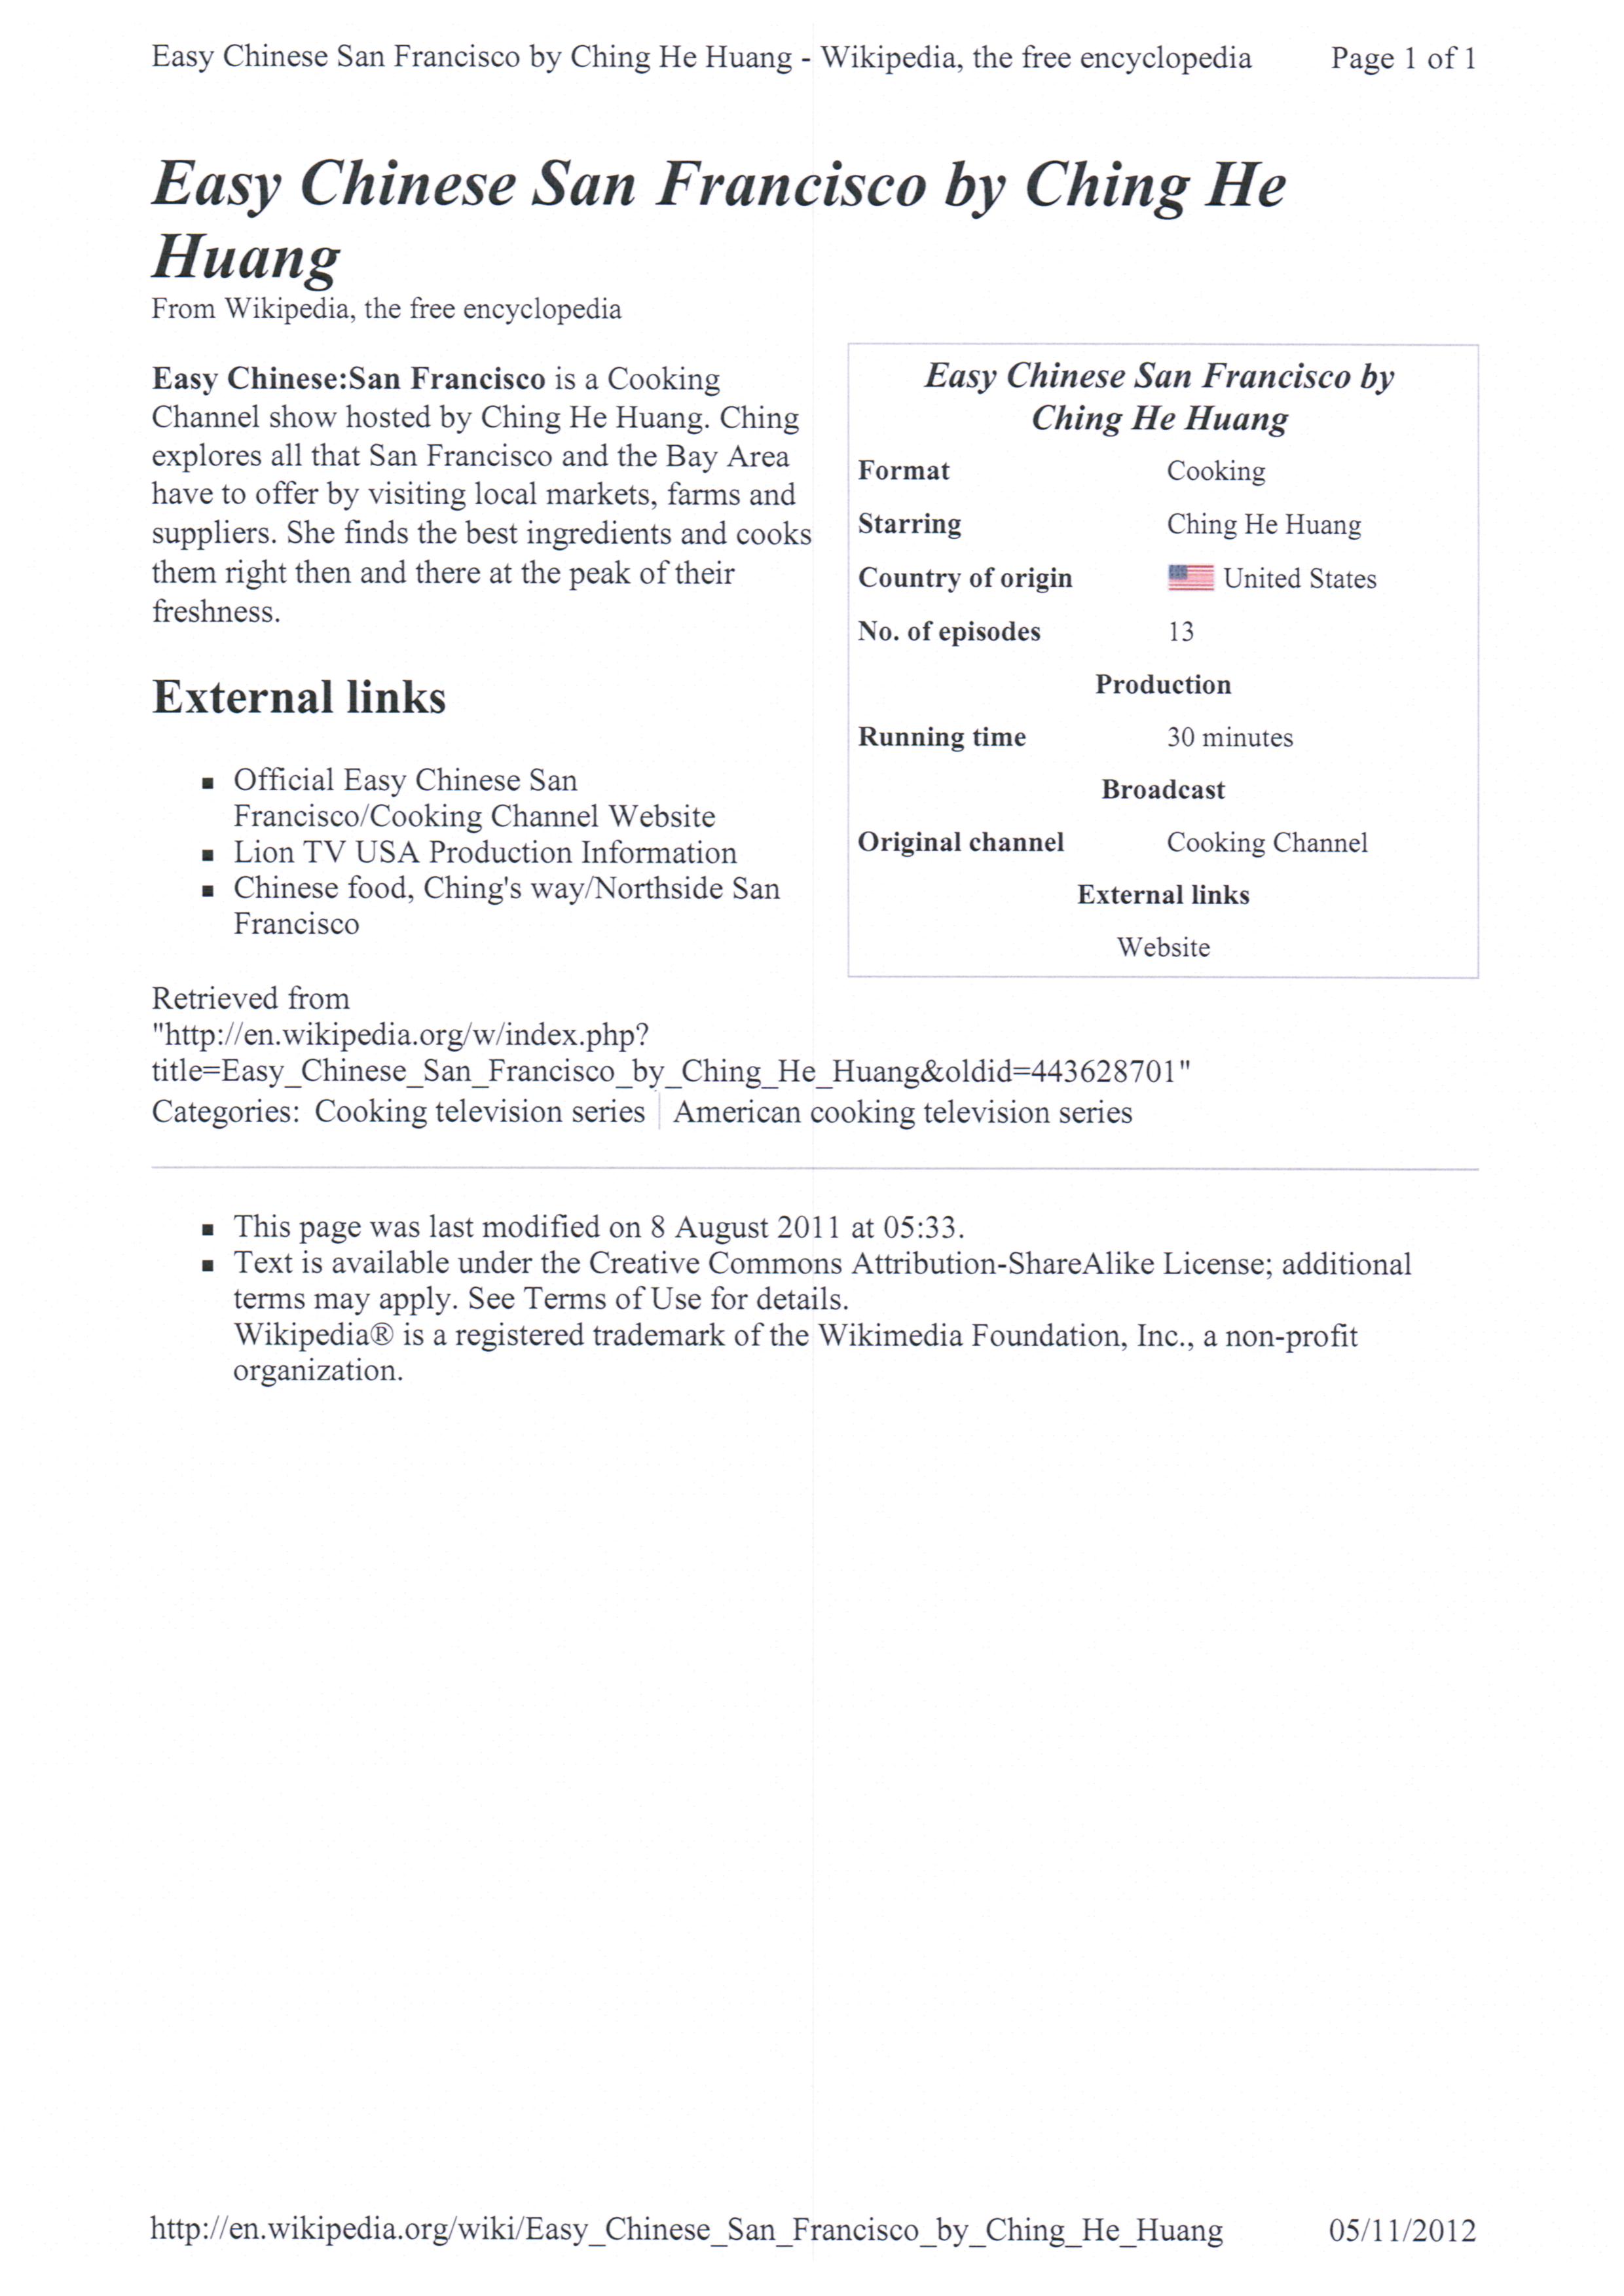 Easy Chinese San Francisco by Ching He Huang - Wikipedia, the free encyclopedia Page 1 of 1
Easy Chinese San Francisco by Ching He
Huang
From Wikipedia, the free encyclopedia
Easy Chinese:San Francisco is a Cooking
Channel show hosted by Ching He Huang. Ching
explores all that San Francisco and the Bay Area
have to offer by visiting local markets, farms and
suppliers. She finds the best ingredients and cooks
them right then and there at the peak of their
freshness.
Easy Chinese San Francisco by
Ching He Huang
Format Cooking
Starring Ching He Huang
Country of origin United States
No. of episodes 13
Production
Running time 30 minutes
Broadcast
Original channel Cooking Channel
External links
Website
External links
▪ Official Easy Chinese San
Francisco/Cooking Channel Website
▪ Lion TV USA Production Information
▪ Chinese food, Ching's way/Northside San
Francisco
Retrieved from
"http://en.wikipedia.org/w/index.php?
title=Easy_Chinese_San_Francisco_by_Ching_He_Huang&oldid=443628701"
Categories: Cooking television series | American cooking television series
▪ This page was last modified on 8 August 2011 at 05:33.
▪ Text is available under the Creative Commons Attribution-ShareAlike License; additional
terms may apply. See Terms of Use for details.
Wikipedia® is a registered trademark of the Wikimedia Foundation, Inc., a non-profit
organization.
http://en.wikipedia.org/wiki/Easy_Chinese_San_Francisco_by_Ching_He_Huang 05/11/2012